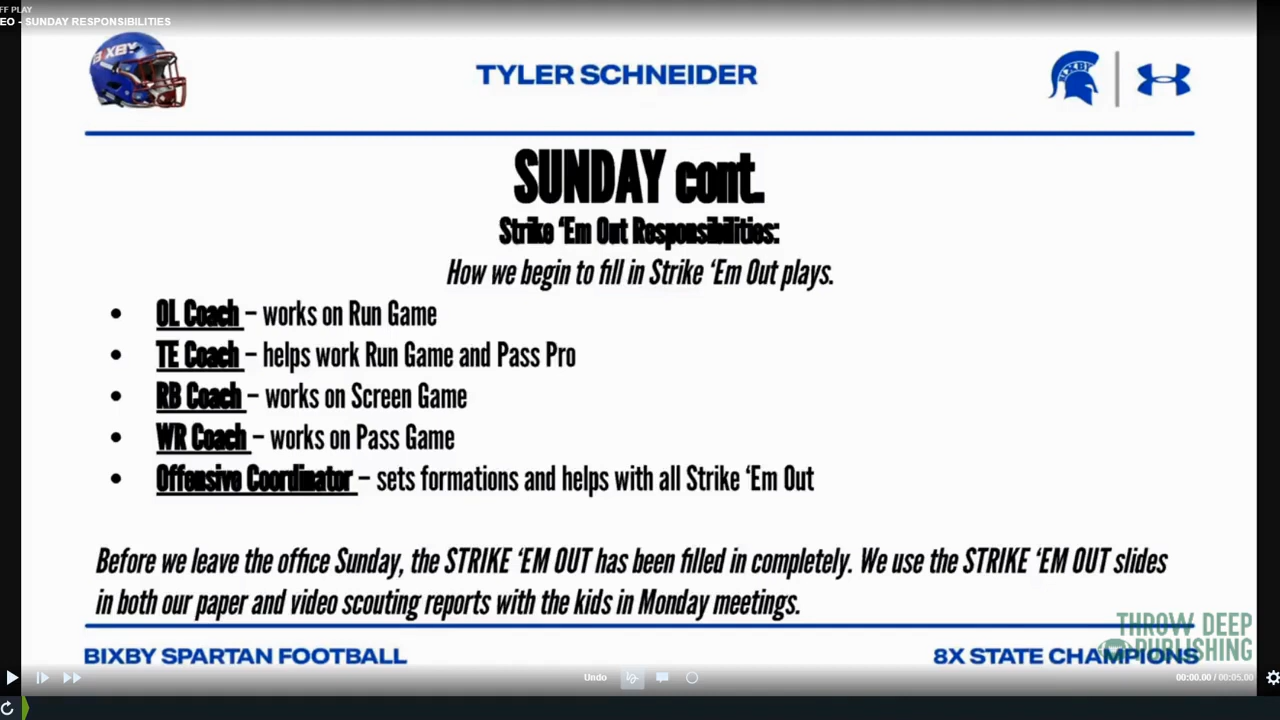 FF PLAY
EO - SUNDAY RESPONSIBILITIES
BIXBY
TYLER SCHNEIDER
BIXBY
SUNDAY cont.
Strike ‘Em Out Responsibilities:
How we begin to fill in Strike ‘Em Out plays.
• OL Coach – works on Run Game
• TE Coach – helps work Run Game and Pass Pro
• RB Coach – works on Screen Game
• WR Coach – works on Pass Game
• Offensive Coordinator – sets formations and helps with all Strike ‘Em Out
Before we leave the office Sunday, the STRIKE ‘EM OUT has been filled in completely. We use the STRIKE ‘EM OUT slides
in both our paper and video scouting reports with the kids in Monday meetings.
THROW DEEP
PUBLISHING
BIXBY SPARTAN FOOTBALL
8X STATE CHAMPIONS
Undo
00:00.00 / 00:05.00